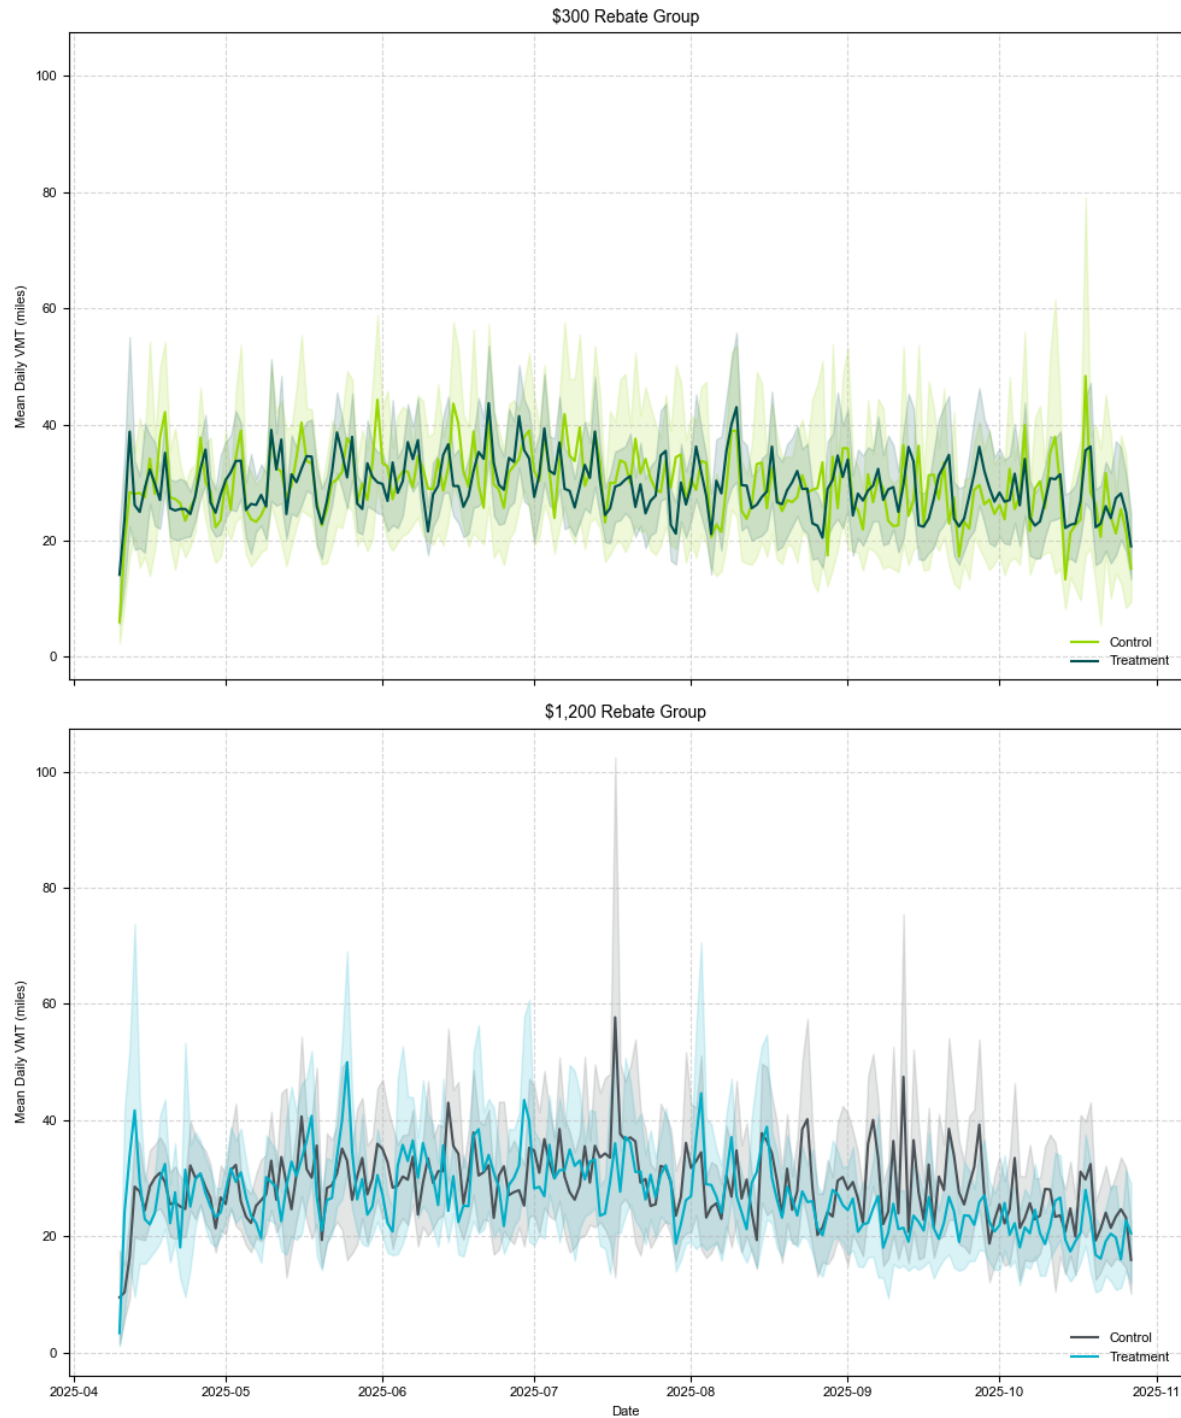 $300 Rebate Group
100
80
60
40
20
0
Mean Daily VMT (miles)
Control
Treatment
$1,200 Rebate Group
100
80
60
40
20
0
Mean Daily VMT (miles)
Control
Treatment
2025-04 2025-05 2025-06 2025-07 2025-08 2025-09 2025-10 2025-11
Date